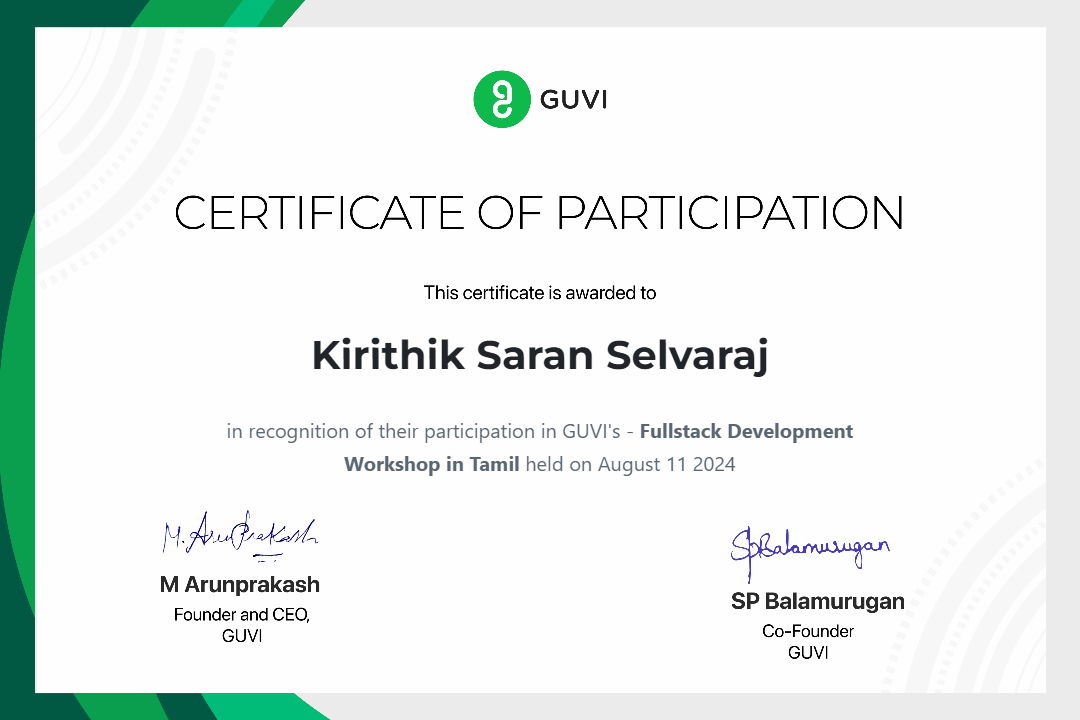 GUVI
CERTIFICATE OF PARTICIPATION
This certificate is awarded to
Kirithik Saran Selvaraj
in recognition of their participation in GUVI's - Fullstack Development
Workshop in Tamil held on August 11 2024
M. ArunPrakash
M Arunprakash
Founder and CEO,
GUVI
SPBalamurugan
SP Balamurugan
Co-Founder
GUVI